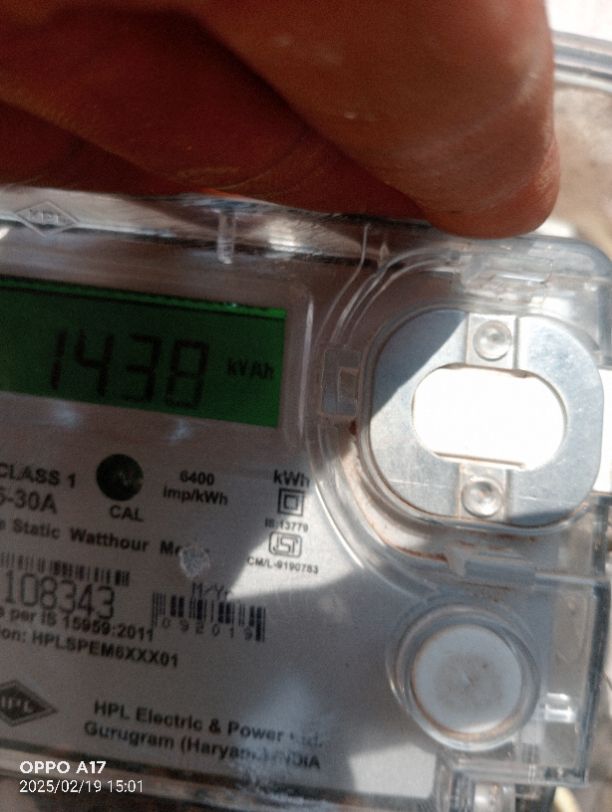 HPL
1438 kVAh
CLASS 1
6400
imp/kWh
kWh
5-30A
CAL
IS:13779
Static Watthour
CM/L-9190783
108343
M/Yr
per IS 15959:2011
092019
HPLSPEM6XXX01
HPL
HPL Electric & Power Ltd.
Gurugram (Haryana) INDIA
OPPO A17
2025/02/19 15:01